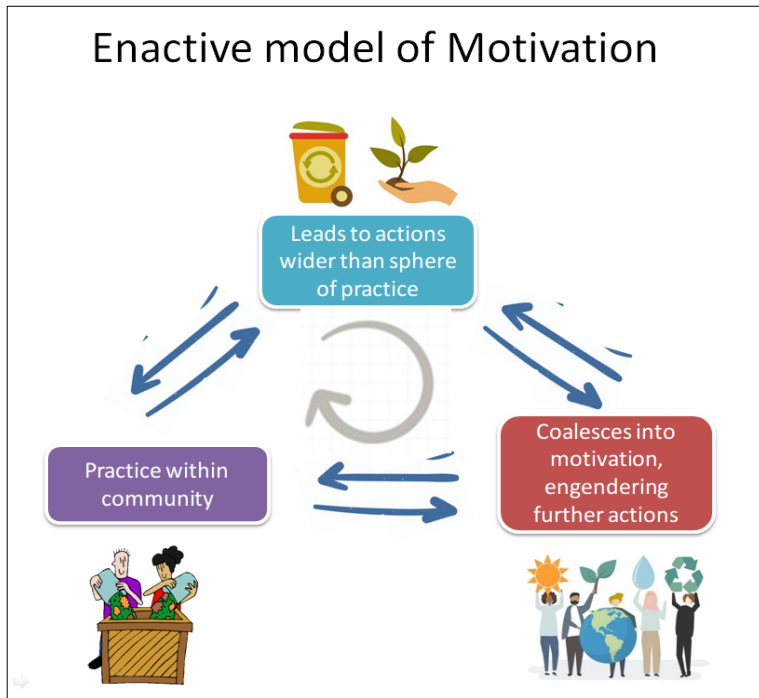 Enactive model of Motivation
Leads to actions
wider than sphere
of practice
Practice within
community
Coalesces into
motivation,
engendering
further actions